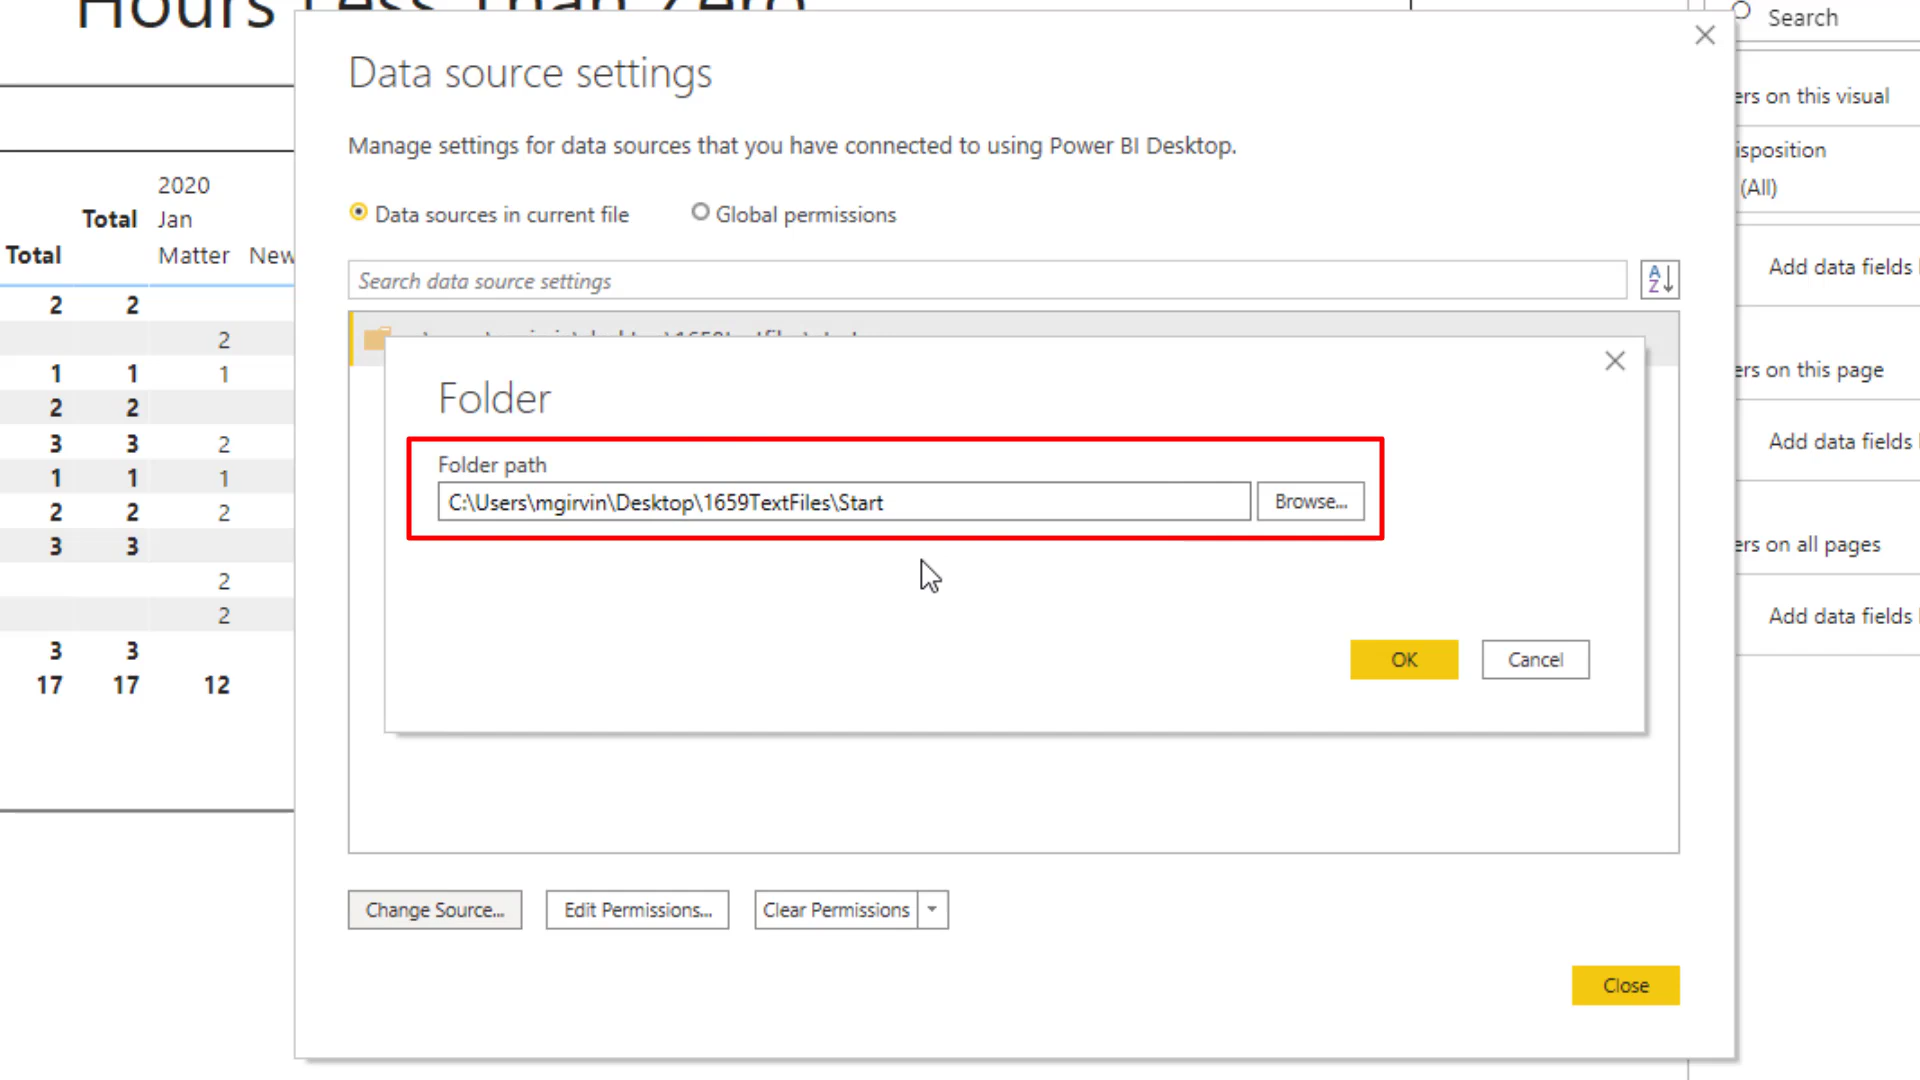 Hours Less Than Zero
Search
Data source settings
Manage settings for data sources that you have connected to using Power BI Desktop.
Data sources in current file
Global permissions
Search data source settings
Folder
Folder path
C:\Users\mgirvin\Desktop\1659TextFiles\Start
Browse...
OK
Cancel
Change Source...
Edit Permissions...
Clear Permissions
Close
2020
Total Jan
Total Matter New
2 2
2
1 1 1
2 2
3 3 2
1 1 1
2 2 2
3 3
2
2
3 3
17 17 12
ers on this visual
isposition
(All)
Add data fields
ers on this page
Add data fields
ers on all pages
Add data fields